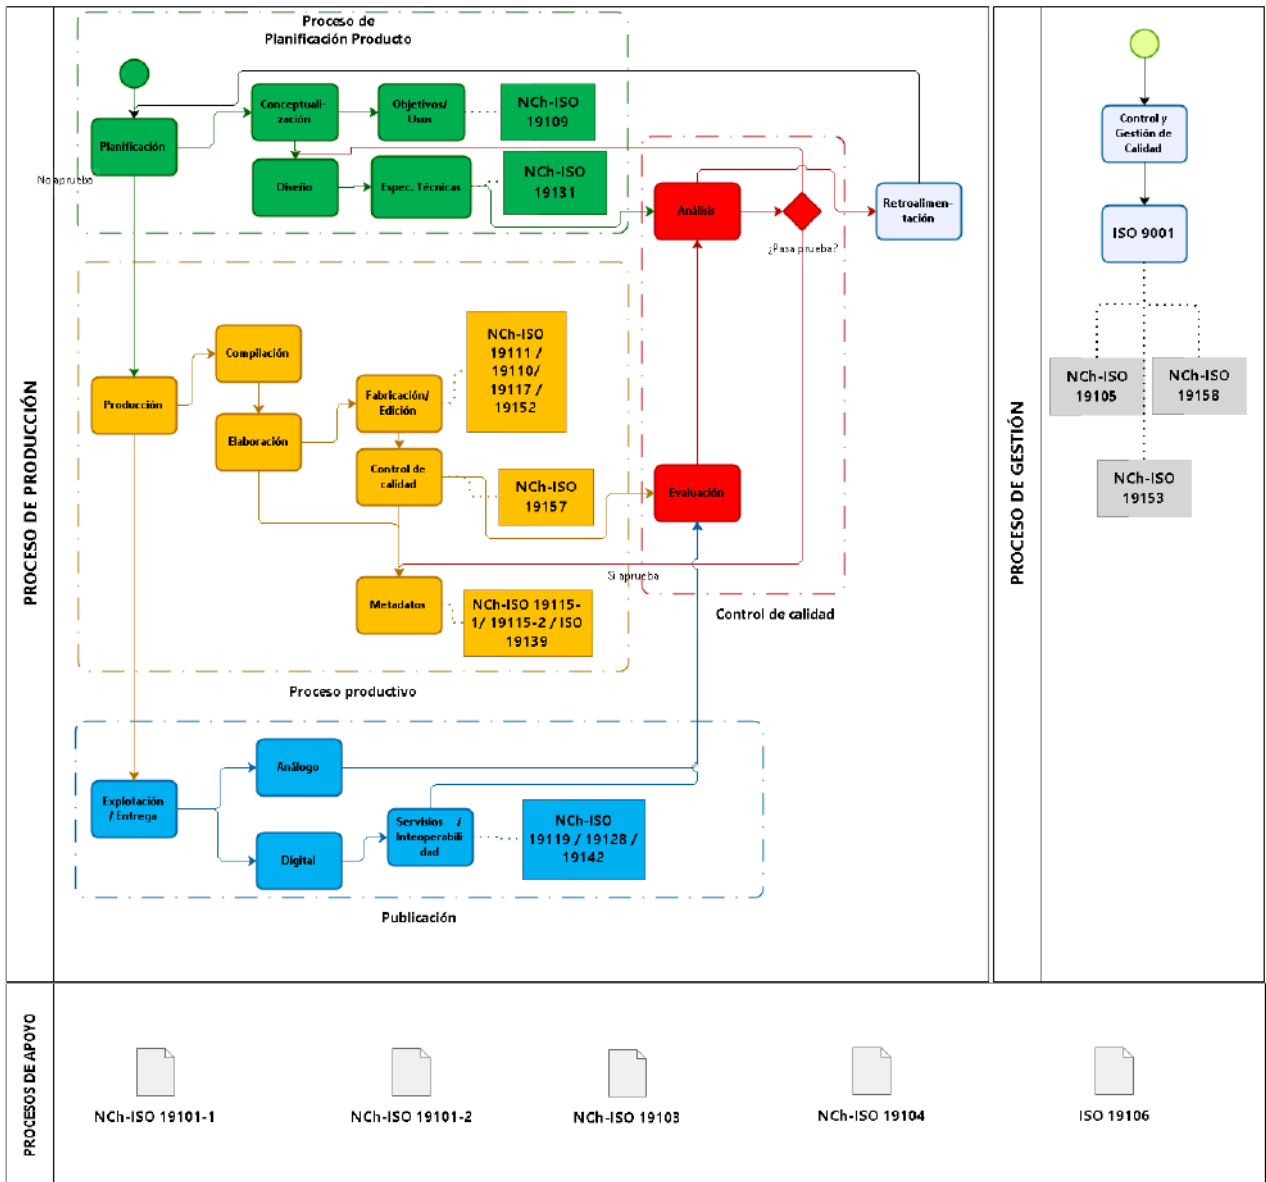 Proceso de
Planificación Producto
Conceptuali-
zación
Objetivos/
Usos
NCh-ISO
19109
Planificación
No aprueba
Diseño
Espec. Técnicas
NCh-ISO
19131
Análisis
¿Pasa prueba?
Retroalimen-
tación
PROCESO DE PRODUCCIÓN
Compilación
Producción
Elaboración
Fabricación/
Edición
NCh-ISO
19111 /
19110/
19117 /
19152
Control de
calidad
NCh-ISO
19157
Evaluación
Si aprueba
Metadatos
NCh-ISO 19115-
1/ 19115-2 / ISO
19139
Control de calidad
Proceso productivo
Análogo
Explotación
/ Entrega
Digital
Servisios /
Inteoperabili
dad
NCh-ISO
19119 / 19128 /
19142
Publicación
PROCESO DE GESTIÓN
Control y
Gestión de
Calidad
ISO 9001
NCh-ISO
19105
NCh-ISO
19158
NCh-ISO
19153
PROCESOS DE APOYO
NCh-ISO 19101-1
NCh-ISO 19101-2
NCh-ISO 19103
NCh-ISO 19104
ISO 19106